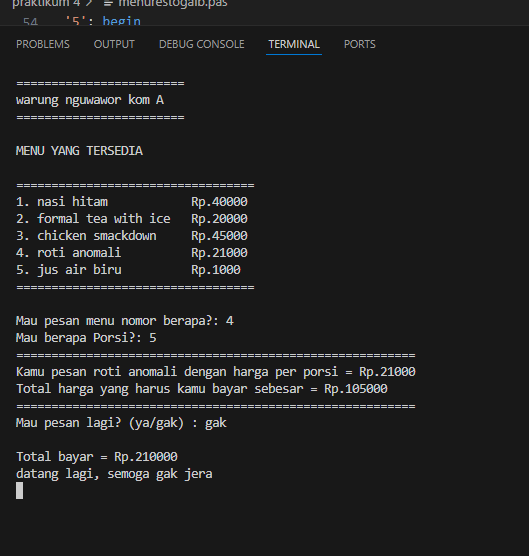 praktikum 4 > menurestogaib.pas
54 '5': begin
PROBLEMS OUTPUT DEBUG CONSOLE TERMINAL PORTS
========================
warung nguwawor kom A
========================
MENU YANG TERSEDIA
==================================
1. nasi hitam Rp.40000
2. formal tea with ice Rp.20000
3. chicken smackdown Rp.45000
4. roti anomali Rp.21000
5. jus air biru Rp.1000
==================================
Mau pesan menu nomor berapa?: 4
Mau berapa Porsi?: 5
=========================================================
Kamu pesan roti anomali dengan harga per porsi = Rp.21000
Total harga yang harus kamu bayar sebesar = Rp.105000
=========================================================
Mau pesan lagi? (ya/gak) : gak
Total bayar = Rp.210000
datang lagi, semoga gak jera